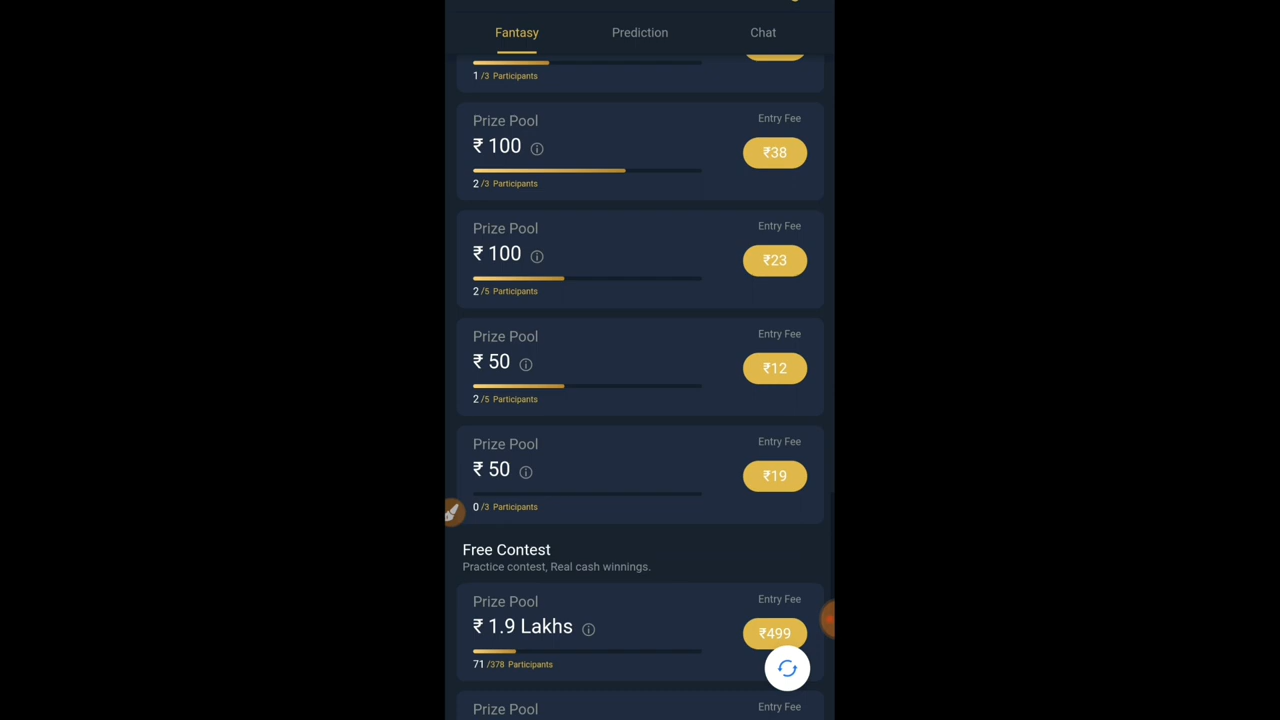 Fantasy Prediction Chat
1 /3 Participants
Prize Pool Entry Fee
₹ 100 ₹38
2 /3 Participants
Prize Pool Entry Fee
₹ 100 ₹23
2 /5 Participants
Prize Pool Entry Fee
₹ 50 ₹12
2 /5 Participants
Prize Pool Entry Fee
₹ 50 ₹19
0 /3 Participants
Free Contest
Practice contest, Real cash winnings.
Prize Pool Entry Fee
₹ 1.9 Lakhs ₹499
71 /378 Participants
Prize Pool Entry Fee